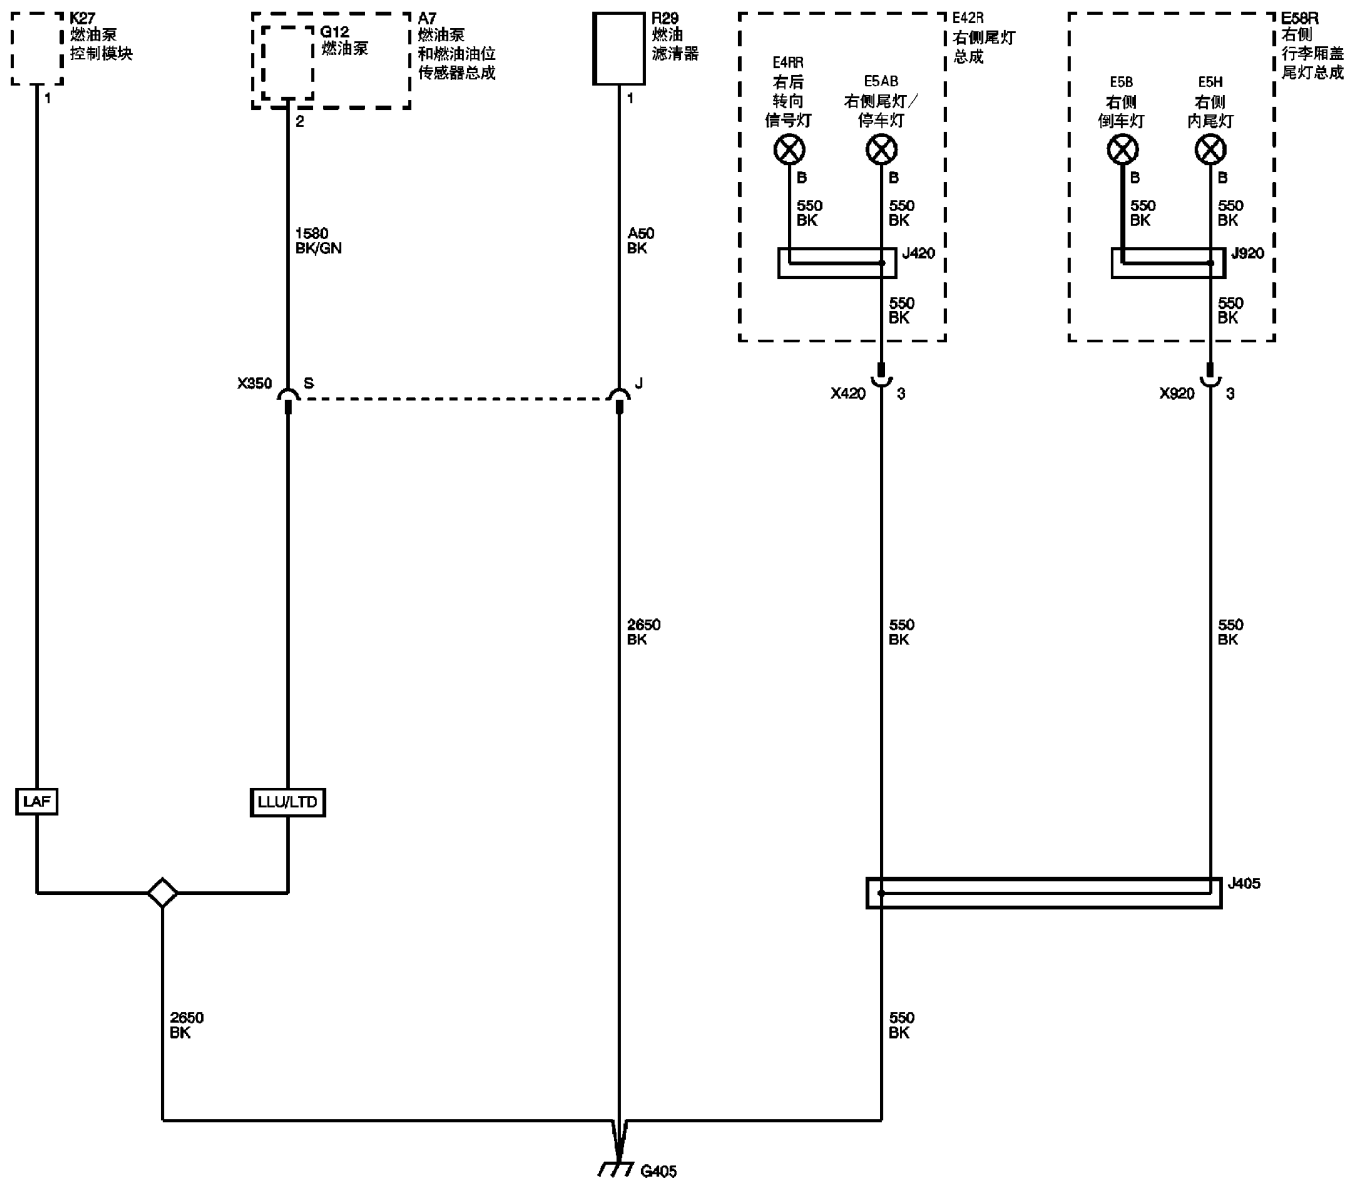 K27
燃油泵
控制模块
1
G12
燃油泵
A7
燃油泵
和燃油油位
传感器总成
2
R29
燃油
滤清器
1
E42R
右侧尾灯
总成
E4RR
右后
转向
信号灯
E5AB
右侧尾灯/
停车灯
E58R
右侧
行李厢盖
尾灯总成
E5B
右侧
倒车灯
E5H
右侧
内尾灯
B
B
B
B
550
BK
550
BK
550
BK
550
BK
1580
BK/GN
A50
BK
J420
J920
550
BK
550
BK
X350
S
J
X420
3
X920
3
2650
BK
550
BK
550
BK
LAF
LLU/LTD
J405
2650
BK
550
BK
G405